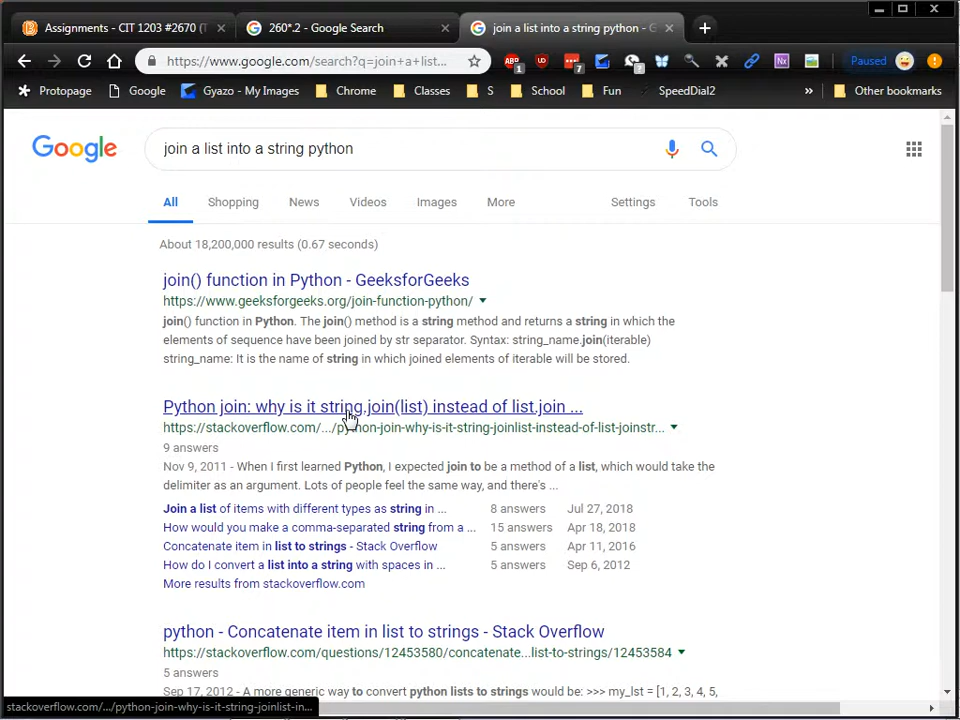 Assignments - CIT 1203 #2670 (T
260*.2 - Google Search
join a list into a string python - G
https://www.google.com/search?q=join+a+list...
Paused
Protopage
Google
Gyazo - My Images
Chrome
Classes
S
School
Fun
SpeedDial2
»
Other bookmarks
Google
join a list into a string python
All
Shopping
News
Videos
Images
More
Settings
Tools
About 18,200,000 results (0.67 seconds)
join() function in Python - GeeksforGeeks
https://www.geeksforgeeks.org/join-function-python/
join() function in Python. The join() method is a string method and returns a string in which the
elements of sequence have been joined by str separator. Syntax: string_name.join(iterable)
string_name: It is the name of string in which joined elements of iterable will be stored.
Python join: why is it string.join(list) instead of list.join ...
https://stackoverflow.com/.../python-join-why-is-it-string-joinlist-instead-of-list-joinstr...
9 answers
Nov 9, 2011 - When I first learned Python, I expected join to be a method of a list, which would take the
delimiter as an argument. Lots of people feel the same way, and there's ...
Join a list of items with different types as string in ... 8 answers Jul 27, 2018
How would you make a comma-separated string from a ... 15 answers Apr 18, 2018
Concatenate item in list to strings - Stack Overflow 5 answers Apr 11, 2016
How do I convert a list into a string with spaces in ... 5 answers Sep 6, 2012
More results from stackoverflow.com
python - Concatenate item in list to strings - Stack Overflow
https://stackoverflow.com/questions/12453580/concatenate...list-to-strings/12453584
5 answers
Sep 17, 2012 - A more generic way to convert python lists to strings would be: >>> my_lst = [1, 2, 3, 4, 5,
stackoverflow.com/.../python-join-why-is-it-string-joinlist-in...